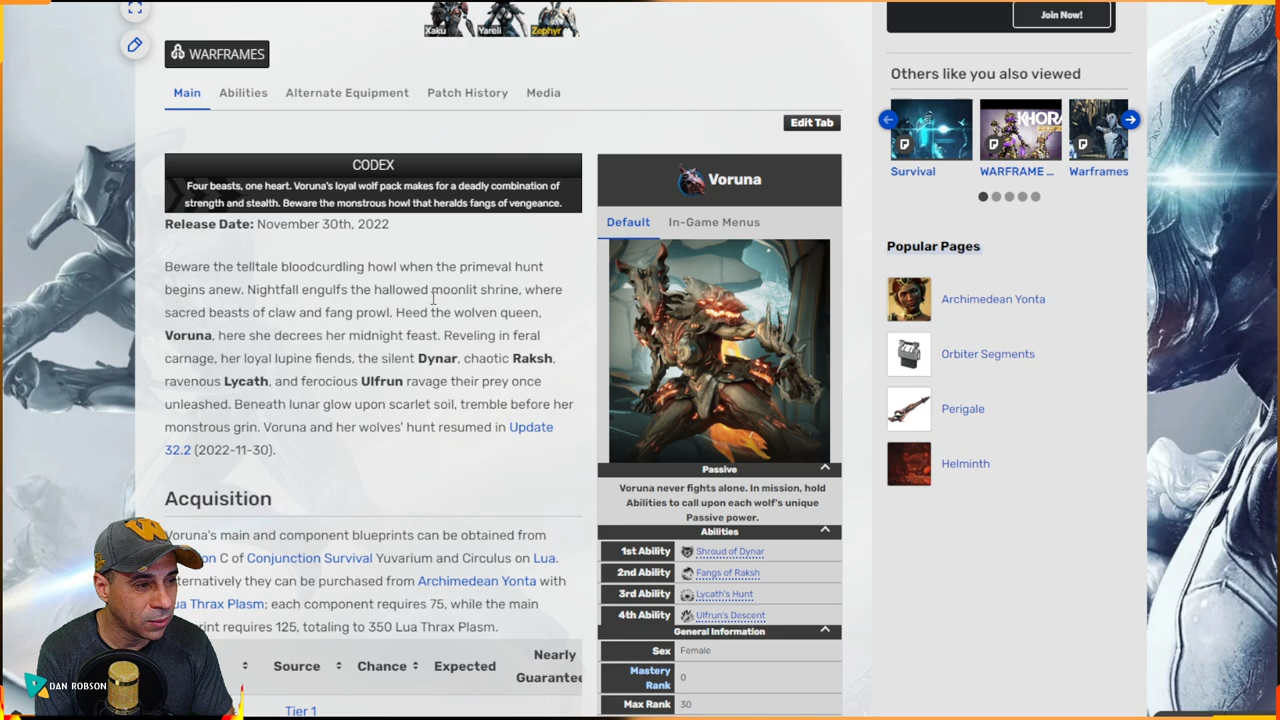 Xaku Yareli Zephyr
Join Now!
WARFRAMES
Main Abilities Alternate Equipment Patch History Media
Edit Tab
CODEX
Four beasts, one heart. Voruna's loyal wolf pack makes for a deadly combination of
strength and stealth. Beware the monstrous howl that heralds fangs of vengeance.
Release Date: November 30th, 2022
Beware the telltale bloodcurdling howl when the primeval hunt
begins anew. Nightfall engulfs the hallowed moonlit shrine, where
sacred beasts of claw and fang prowl. Heed the wolven queen,
Voruna, here she decrees her midnight feast. Reveling in feral
carnage, her loyal lupine fiends, the silent Dynar, chaotic Raksh,
ravenous Lycath, and ferocious Ulfrun ravage their prey once
unleashed. Beneath lunar glow upon scarlet soil, tremble before her
monstrous grin. Voruna and her wolves' hunt resumed in Update
32.2 (2022-11-30).
Acquisition
Voruna's main and component blueprints can be obtained from
on C of Conjunction Survival Yuvarium and Circulus on Lua.
ternatively they can be purchased from Archimedean Yonta with
ua Thrax Plasm; each component requires 75, while the main
int requires 125, totaling to 350 Lua Thrax Plasm.
Source Chance Expected Nearly
Guarantee
Tier 1
Voruna
Default In-Game Menus
Passive
Voruna never fights alone. In mission, hold
Abilities to call upon each wolf's unique
Passive power.
Abilities
1st Ability Shroud of Dynar
2nd Ability Fangs of Raksh
3rd Ability Lycath's Hunt
4th Ability Ulfrun's Descent
General Information
Sex Female
Mastery
Rank 0
Max Rank 30
Others like you also viewed
KHORA
Survival WARFRAME ... Warframes
Popular Pages
Archimedean Yonta
Orbiter Segments
Perigale
Helminth
W
DAN ROBSON